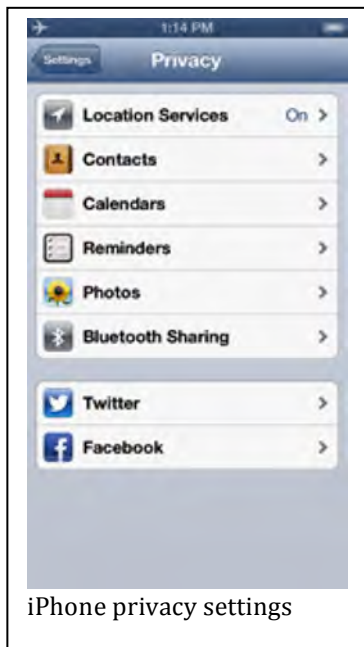 1:14 PM
Settings
Privacy
Location Services On
Contacts
Calendars
Reminders
Photos
Bluetooth Sharing
Twitter
Facebook
iPhone privacy settings